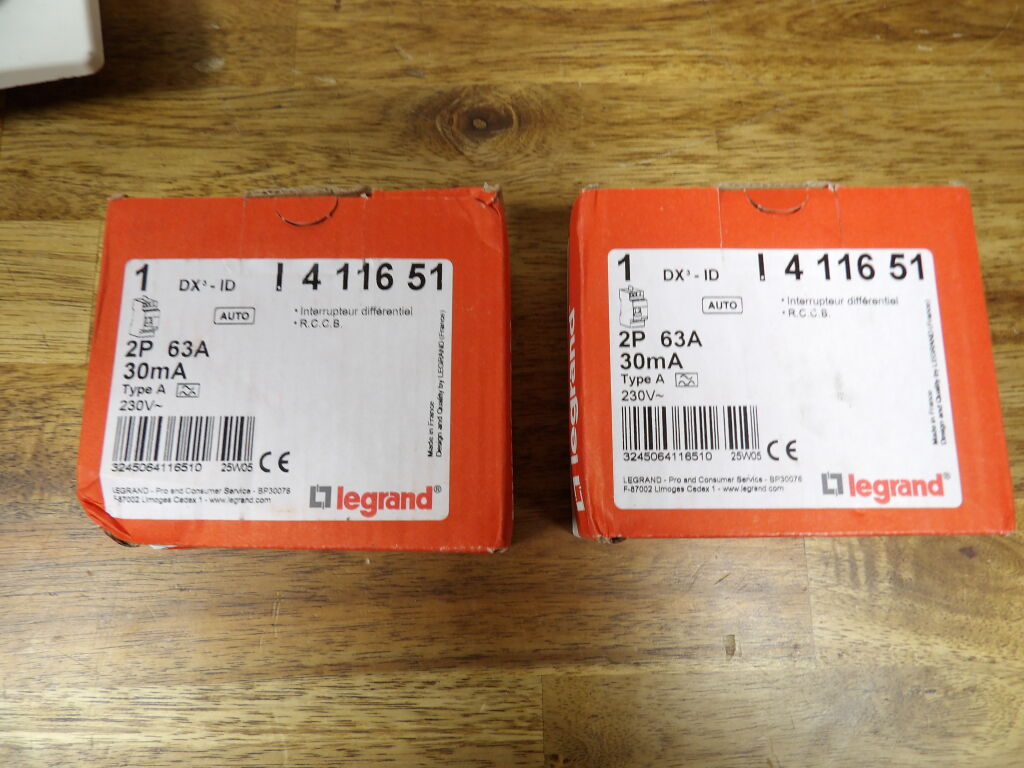 1 DX³ - ID 4 116 51
AUTO
• Interrupteur différentiel
• R.C.C.B.
2P 63A
30mA
Type A
230V~
3245064116510 25W05 CE
Made in France
Design and Quality by LEGRAND (France)
LEGRAND - Pro and Consumer Service - BP30076
F-87002 Limoges Cedex 1 - www.legrand.com
legrand®
legrand
1 DX³ - ID 4 116 51
AUTO
• Interrupteur différentiel
• R.C.C.B.
2P 63A
30mA
Type A
230V~
3245064116510 25W05 CE
Made in France
Design and Quality by LEGRAND (France)
LEGRAND - Pro and Consumer Service - BP30076
F-87002 Limoges Cedex 1 - www.legrand.com
legrand®